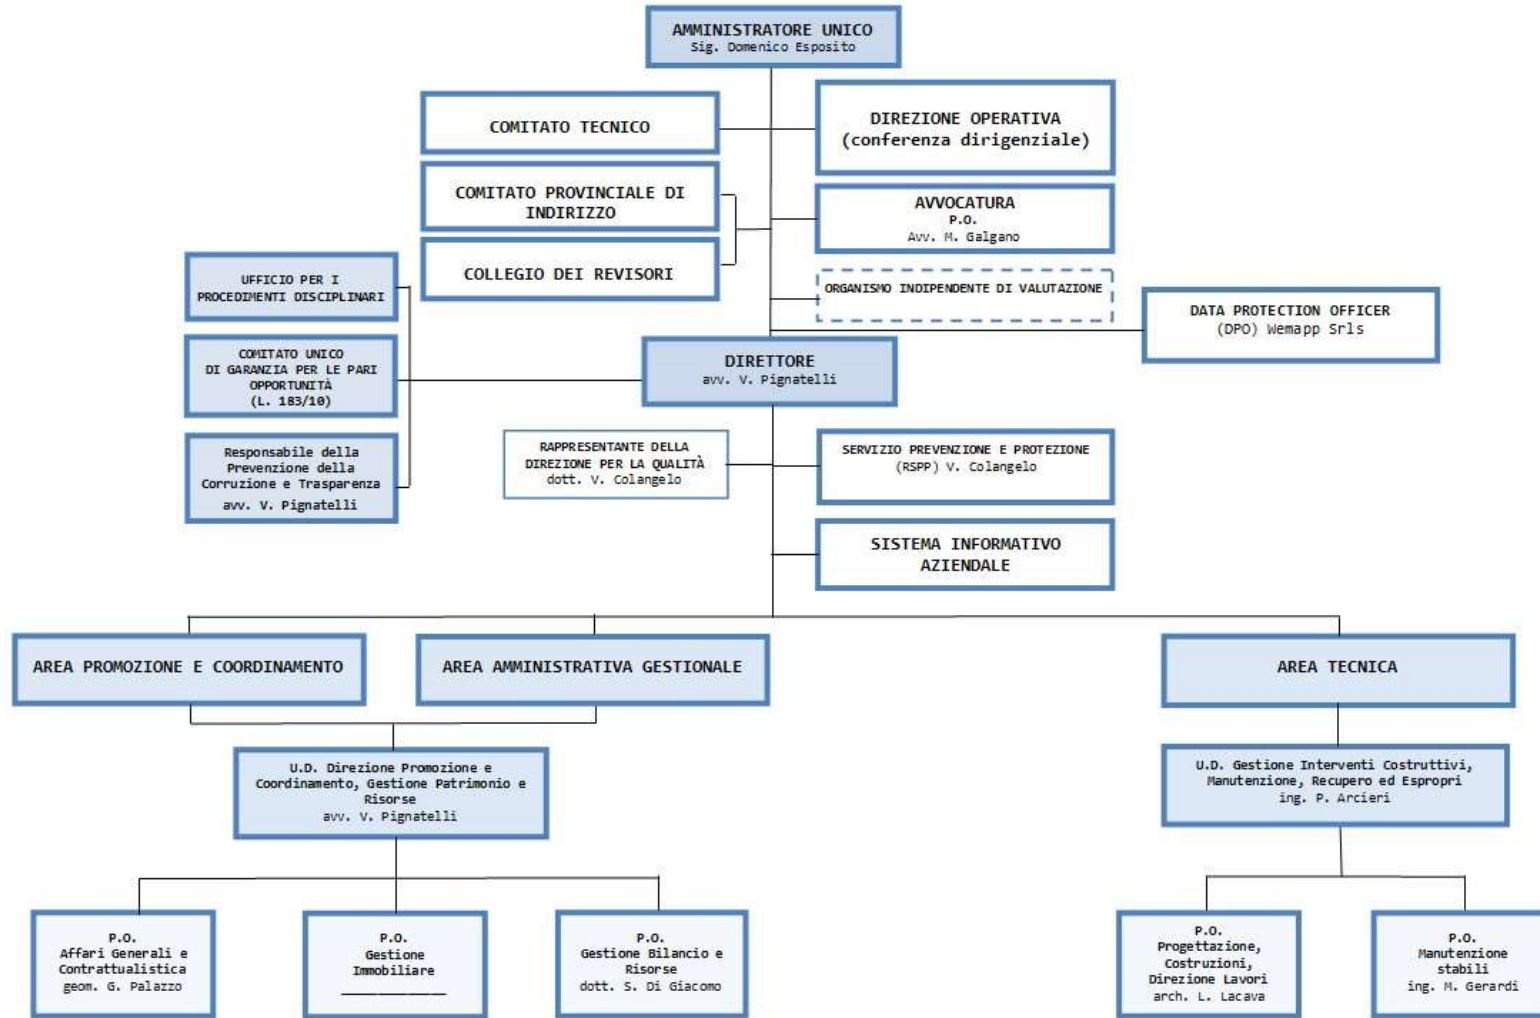 AMMINISTRATORE UNICO
Sig. Domenico Esposito
COMITATO TECNICO
DIREZIONE OPERATIVA
(conferenza dirigenziale)
COMITATO PROVINCIALE DI
INDIRIZZO
AVVOCATURA
P.O.
Avv. M. Galgano
COLLEGIO DEI REVISORI
UFFICIO PER I
PROCEDIMENTI DISCIPLINARI
ORGANISMO INDIPENDENTE DI VALUTAZIONE
DATA PROTECTION OFFICER
(DPO) Wemapp Srls
COMITATO UNICO
DI GARANZIA PER LE PARI
OPPORTUNITÀ
(L. 183/10)
DIRETTORE
avv. V. Pignatelli
Responsabile della
Prevenzione della
Corruzione e Trasparenza
avv. V. Pignatelli
RAPPRESENTANTE DELLA
DIREZIONE PER LA QUALITÀ
dott. V. Colangelo
SERVIZIO PREVENZIONE E PROTEZIONE
(RSPP) V. Colangelo
SISTEMA INFORMATIVO
AZIENDALE
AREA PROMOZIONE E COORDINAMENTO
AREA AMMINISTRATIVA GESTIONALE
AREA TECNICA
U.D. Direzione Promozione e
Coordinamento, Gestione Patrimonio e
Risorse
avv. V. Pignatelli
U.D. Gestione Interventi Costruttivi,
Manutenzione, Recupero ed Espropri
ing. P. Arcieri
P.O.
Affari Generali e
Contrattualistica
geom. G. Palazzo
P.O.
Gestione
Immobiliare
P.O.
Gestione Bilancio e
Risorse
dott. S. Di Giacomo
P.O.
Progettazione,
Costruzioni,
Direzione Lavori
arch. L. Lacava
P.O.
Manutenzione
stabili
ing. M. Gerardi